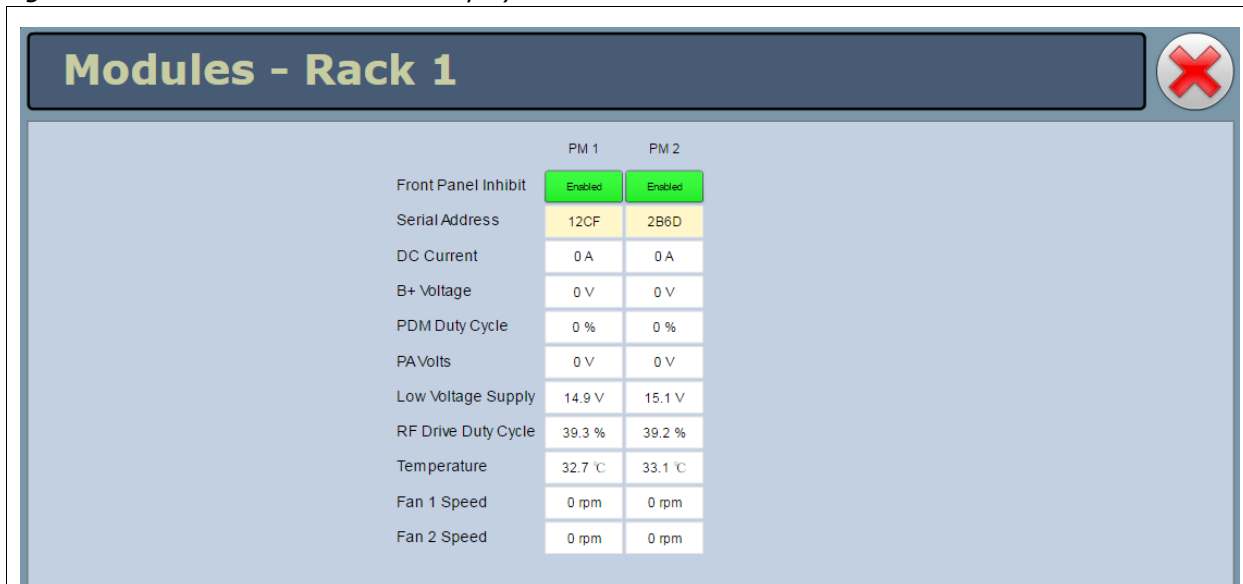 Modules - Rack 1
PM 1 PM 2
Front Panel Inhibit Enabled Enabled
Serial Address 12CF 2B6D
DC Current 0 A 0 A
B+ Voltage 0 V 0 V
PDM Duty Cycle 0 % 0 %
PA Volts 0 V 0 V
Low Voltage Supply 14.9 V 15.1 V
RF Drive Duty Cycle 39.3 % 39.2 %
Temperature 32.7 ℃ 33.1 ℃
Fan 1 Speed 0 rpm 0 rpm
Fan 2 Speed 0 rpm 0 rpm